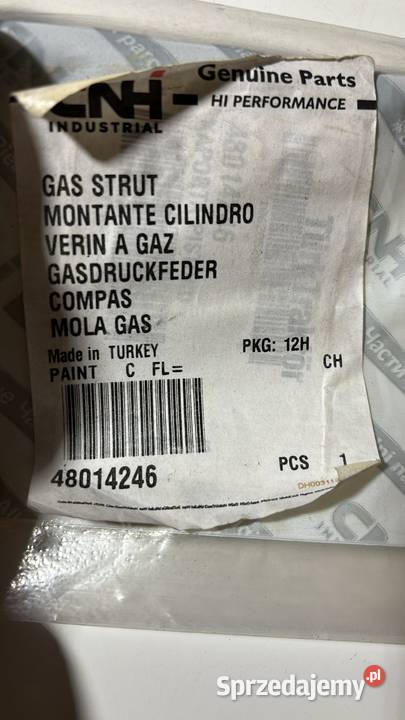 CNH
INDUSTRIAL
Genuine Parts
HI PERFORMANCE
GAS STRUT
MONTANTE CILINDRO
VERIN A GAZ
GASDRUCKFEDER
COMPAS
MOLA GAS
Made in TURKEY
PKG: 12H
PAINT C FL=
CH
48014246
PCS 1
Sprzedajemy.pl